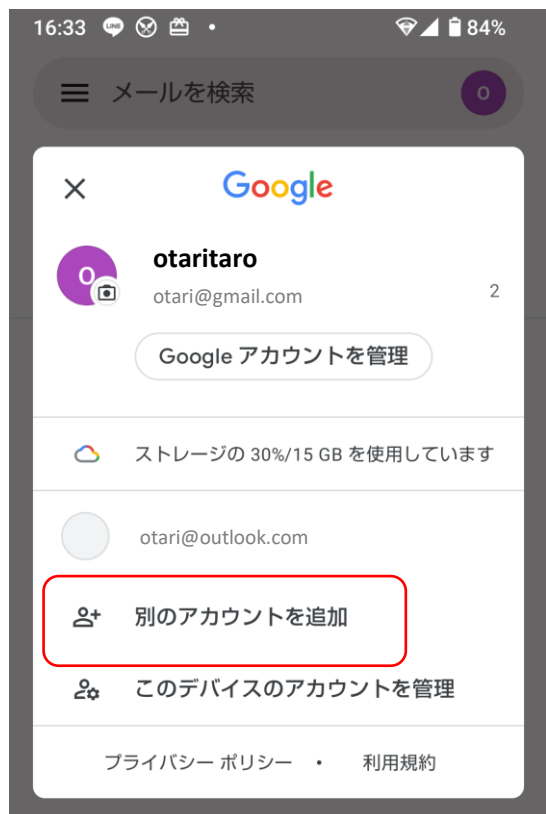 16:33 LINE 84%
メールを検索 o
Google
otaritaro
o otari@gmail.com 2
Google アカウントを管理
ストレージの 30%/15 GB を使用しています
otari@outlook.com
別のアカウントを追加
このデバイスのアカウントを管理
プライバシー ポリシー ・ 利用規約